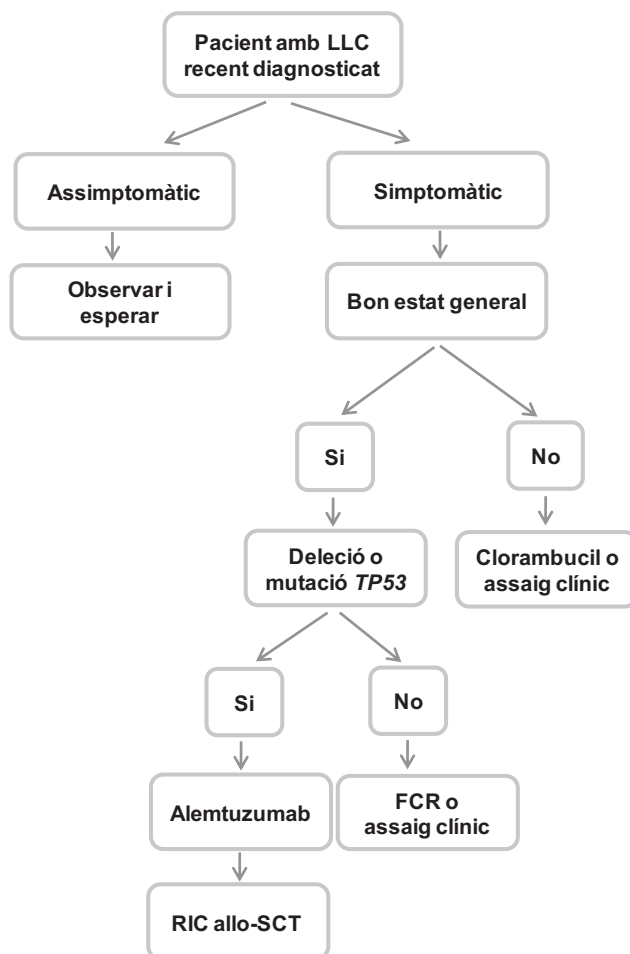 Pacient amb LLC
recent diagnosticat
Assimptomàtic
Simptomàtic
Observar i
esperar
Bon estat general
Si
No
Deleció o
mutació TP53
Clorambucil o
assaig clínic
Si
No
Alemtuzumab
FCR o
assaig clínic
RIC allo-SCT